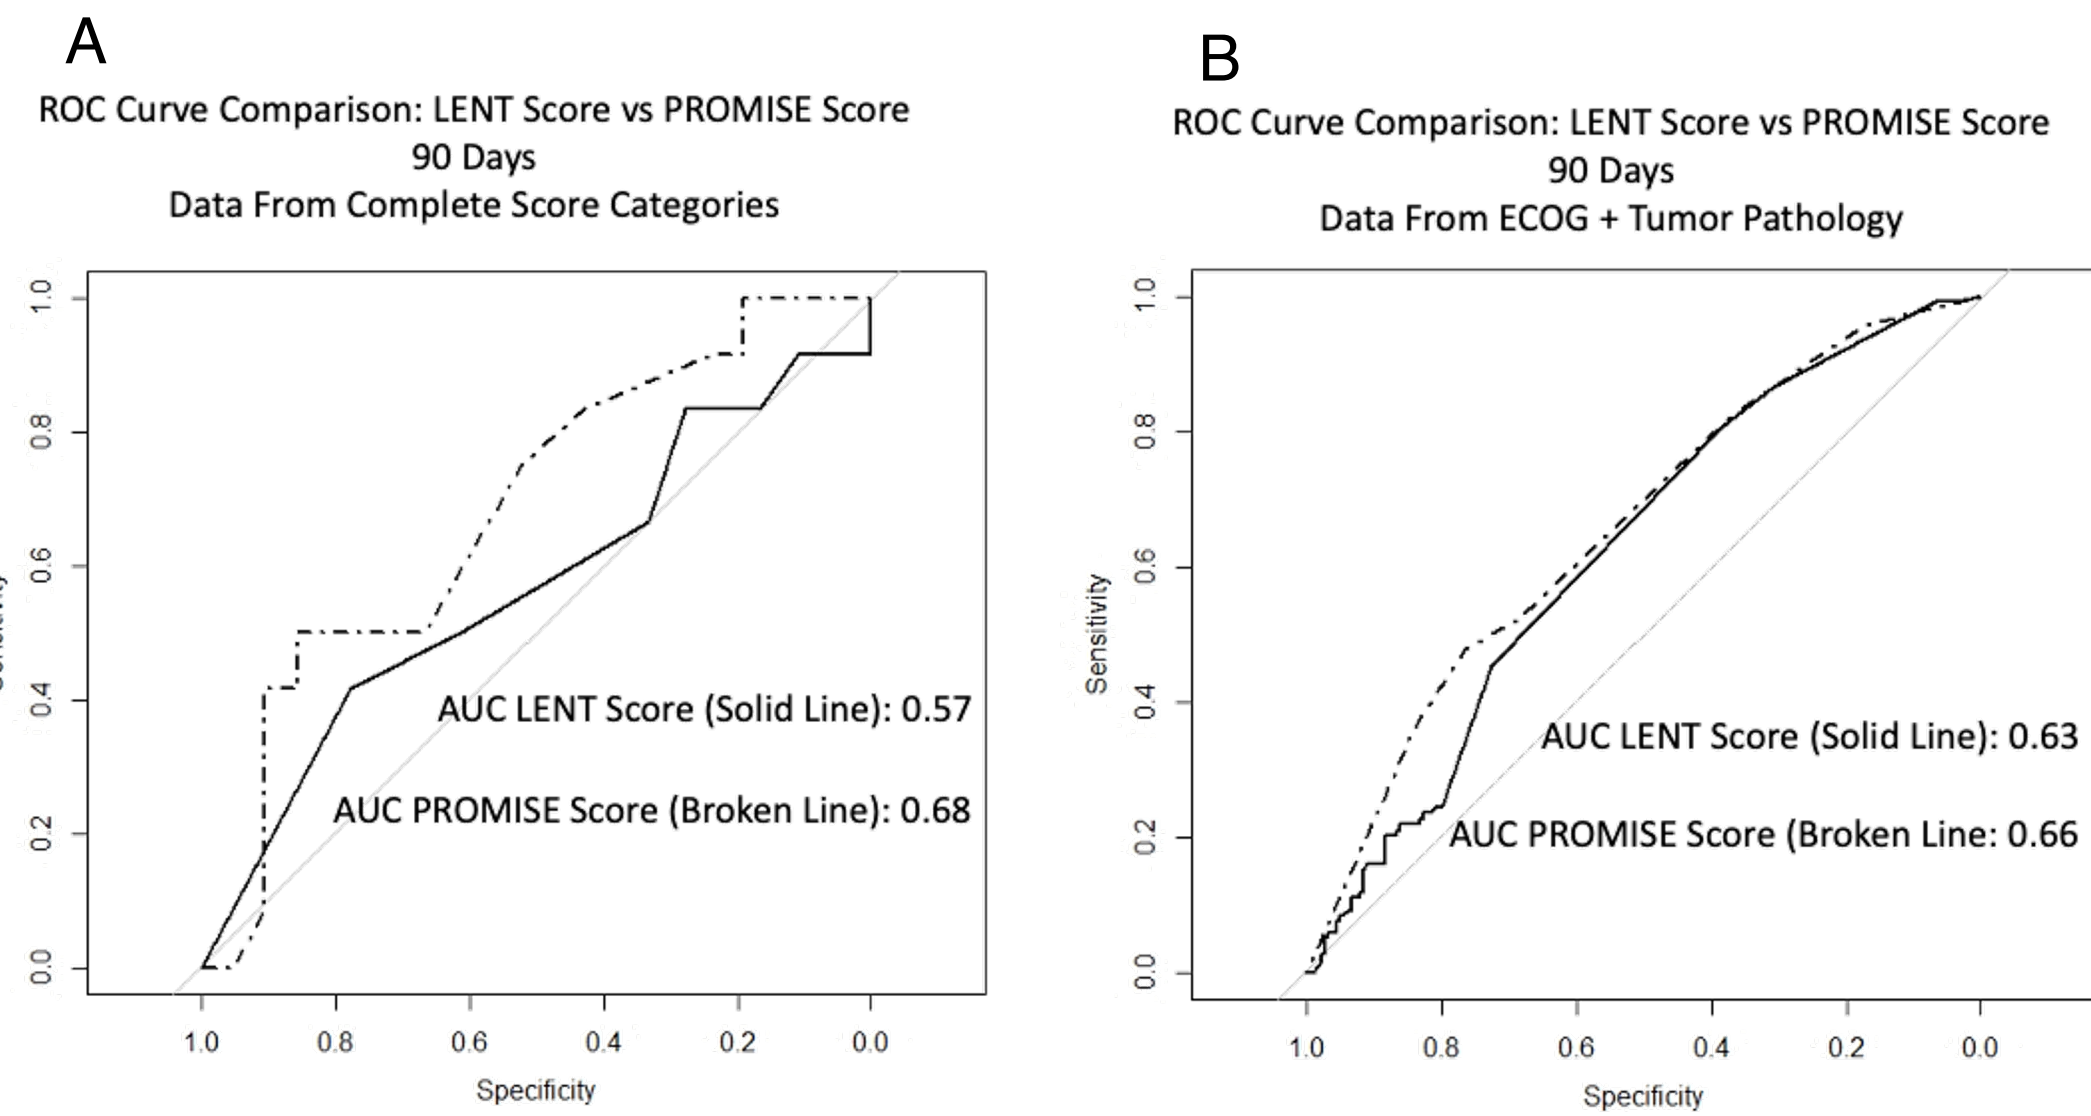 A
ROC Curve Comparison: LENT Score vs PROMISE Score
90 Days
Data From Complete Score Categories
1.0
0.8
0.6
0.4
0.2
0.0
AUC LENT Score (Solid Line): 0.57
AUC PROMISE Score (Broken Line): 0.68
1.0 0.8 0.6 0.4 0.2 0.0
Specificity
B
ROC Curve Comparison: LENT Score vs PROMISE Score
90 Days
Data From ECOG + Tumor Pathology
Sensitivity
1.0
0.8
0.6
0.4
0.2
0.0
AUC LENT Score (Solid Line): 0.63
AUC PROMISE Score (Broken Line: 0.66
1.0 0.8 0.6 0.4 0.2 0.0
Specificity